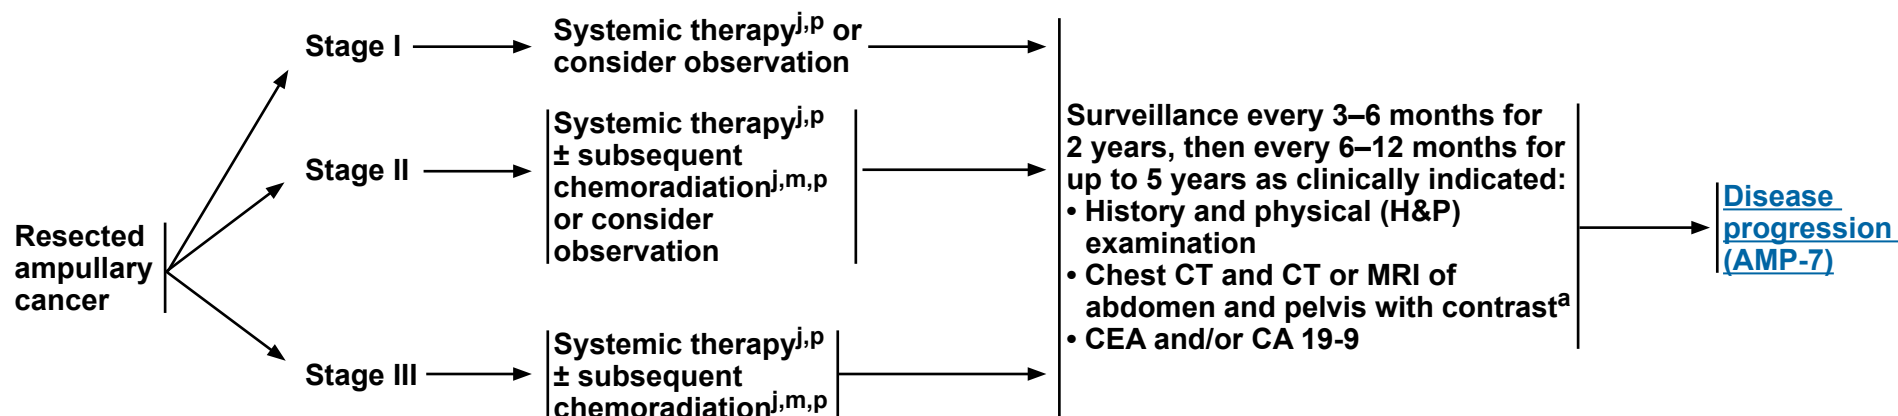 Resected
ampullary
cancer
Stage I
Systemic therapyj,p or
consider observation
Stage II
Systemic therapyj,p
± subsequent
chemoradiationj,m,p
or consider
observation
Stage III
Systemic therapyj,p
± subsequent
chemoradiationj,m,p
Surveillance every 3–6 months for
2 years, then every 6–12 months for
up to 5 years as clinically indicated:
• History and physical (H&P)
examination
• Chest CT and CT or MRI of
abdomen and pelvis with contrasta
• CEA and/or CA 19-9
Disease
progression
(AMP-7)